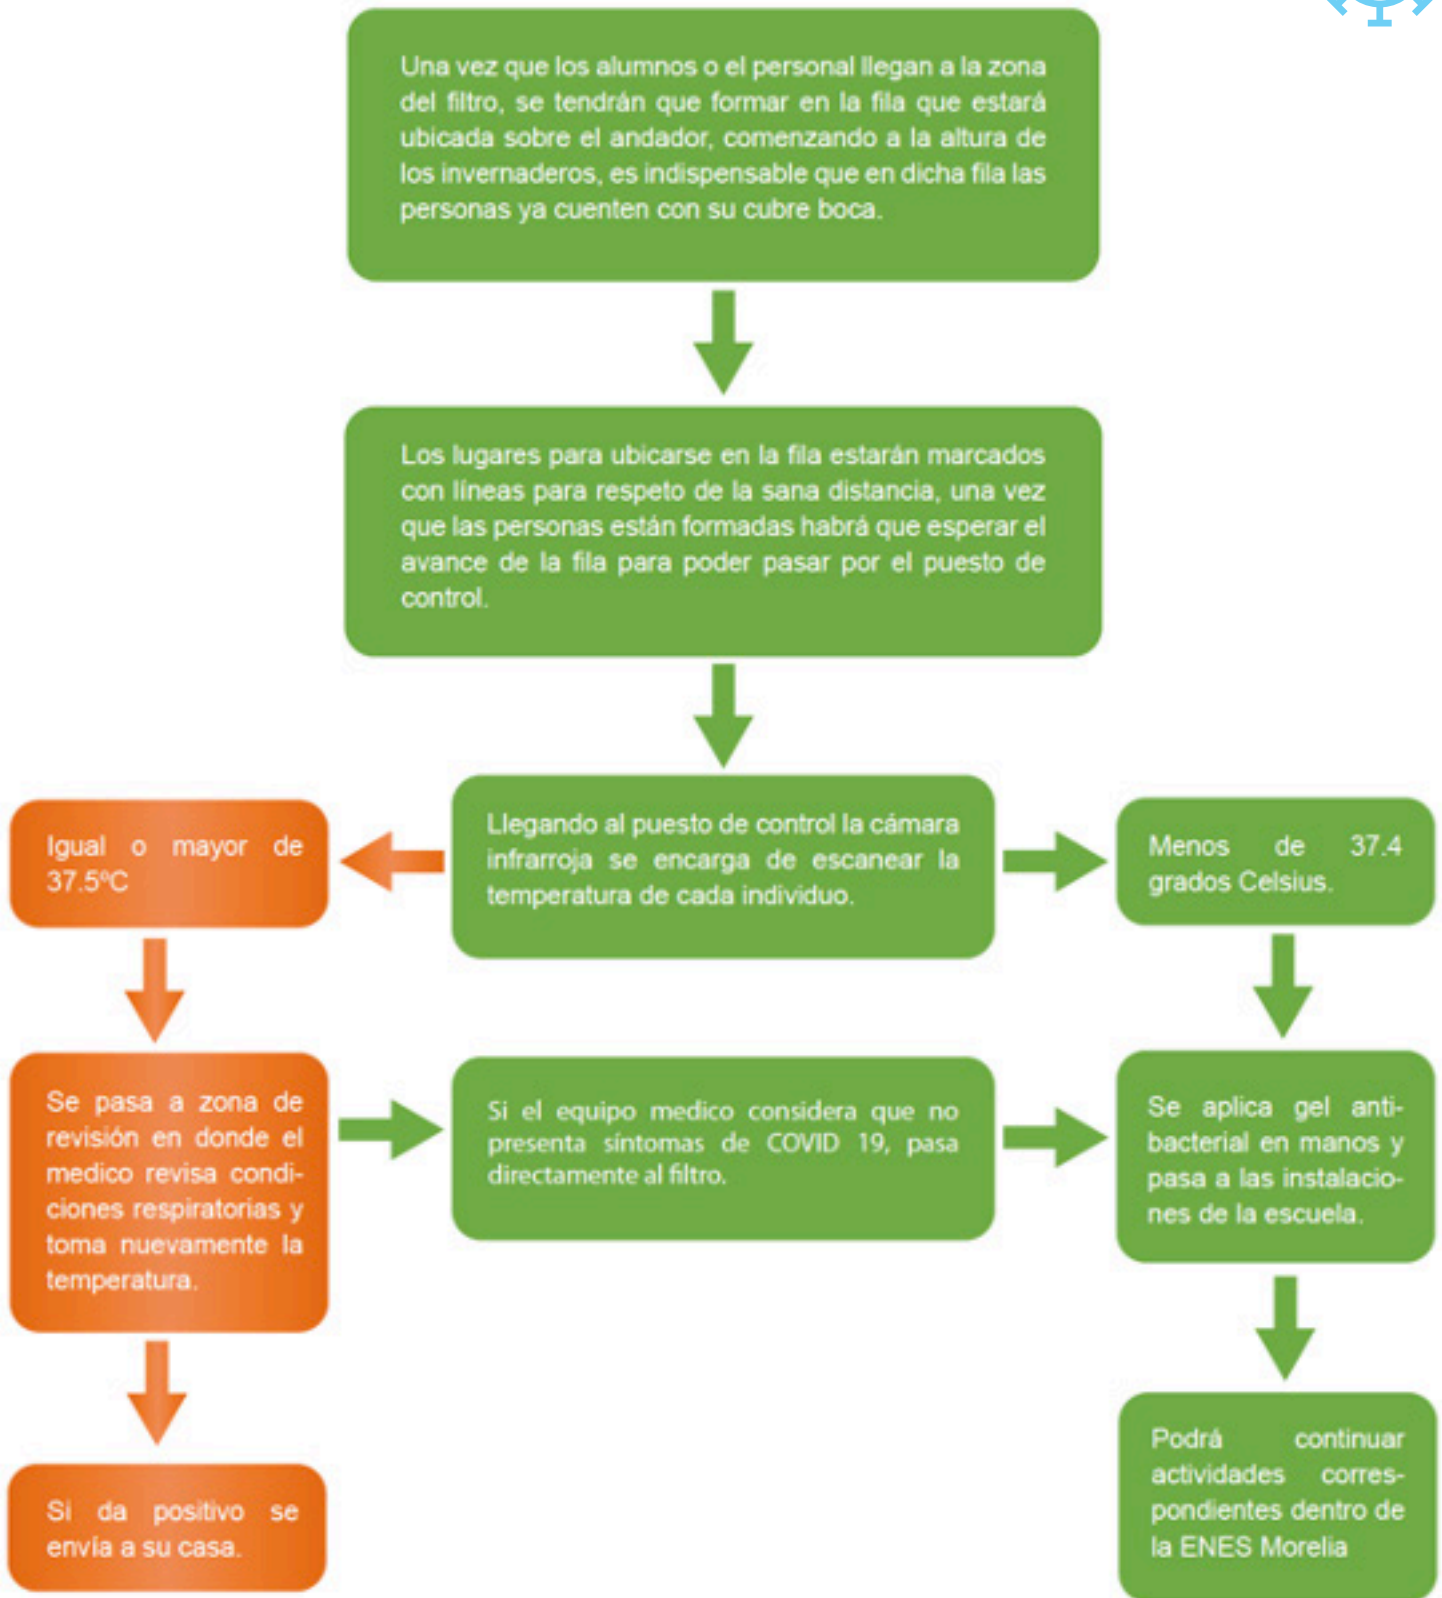 Una vez que los alumnos o el personal llegan a la zona
del filtro, se tendrán que formar en la fila que estará
ubicada sobre el andador, comenzando a la altura de
los invernaderos, es indispensable que en dicha fila las
personas ya cuenten con su cubre boca.
Los lugares para ubicarse en la fila estarán marcados
con líneas para respeto de la sana distancia, una vez
que las personas están formadas habrá que esperar el
avance de la fila para poder pasar por el puesto de
control.
Igual o mayor de
37.5ºC
Llegando al puesto de control la cámara
infrarroja se encarga de escanear la
temperatura de cada individuo.
Menos de 37.4
grados Celsius.
Se pasa a zona de
revisión en donde el
medico revisa condi-
ciones respiratorias y
toma nuevamente la
temperatura.
Si el equipo medico considera que no
presenta síntomas de COVID 19, pasa
directamente al filtro.
Se aplica gel anti-
bacterial en manos y
pasa a las instalacio-
nes de la escuela.
Si da positivo se
envía a su casa.
Podrá continuar
actividades corres-
pondientes dentro de
la ENES Morelia